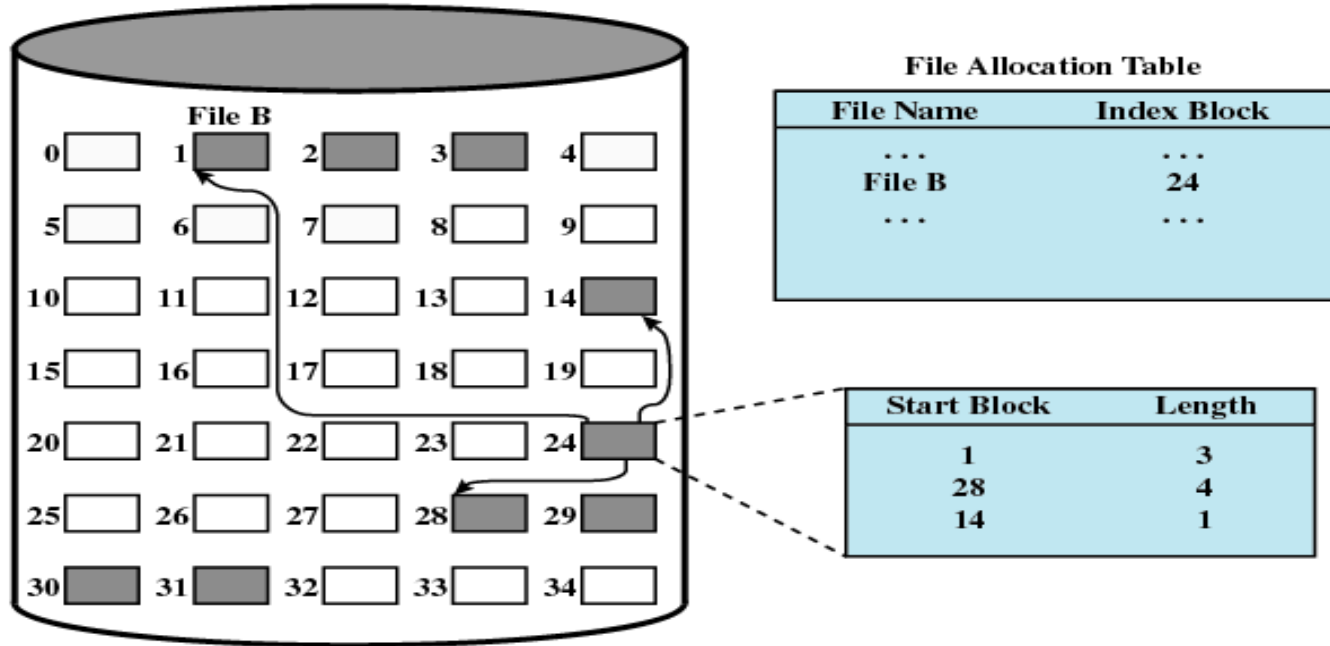 File Allocation Table
File Name Index Block
. . . . . .
File B 24
. . . . . .
File B
0 1 2 3 4
5 6 7 8 9
10 11 12 13 14
15 16 17 18 19
20 21 22 23 24
25 26 27 28 29
30 31 32 33 34
Start Block Length
1 3
28 4
14 1